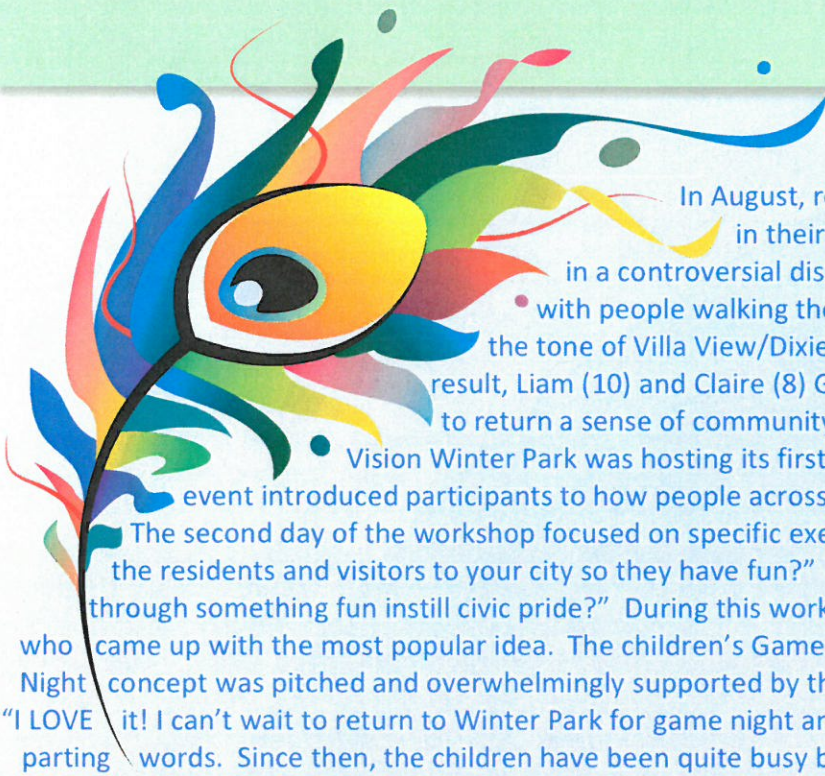 In August, r
in their
in a controversial dis
with people walking the
the tone of Villa View/Dixie
result, Liam (10) and Claire (8) G
to return a sense of community
Vision Winter Park was hosting its first
event introduced participants to how people across
The second day of the workshop focused on specific exe
the residents and visitors to your city so they have fun?”
through something fun instill civic pride?” During this work
who came up with the most popular idea. The children’s Game
Night concept was pitched and overwhelmingly supported by th
“I LOVE it! I can’t wait to return to Winter Park for game night an
parting words. Since then, the children have been quite busy b